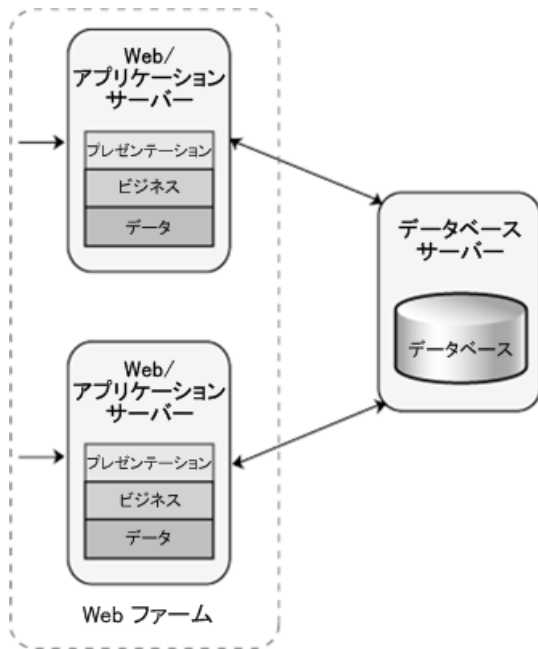 Web/
アプリケーション
サーバー
プレゼンテーション
ビジネス
データ
データベース
サーバー
データベース
Web/
アプリケーション
サーバー
プレゼンテーション
ビジネス
データ
Web ファーム